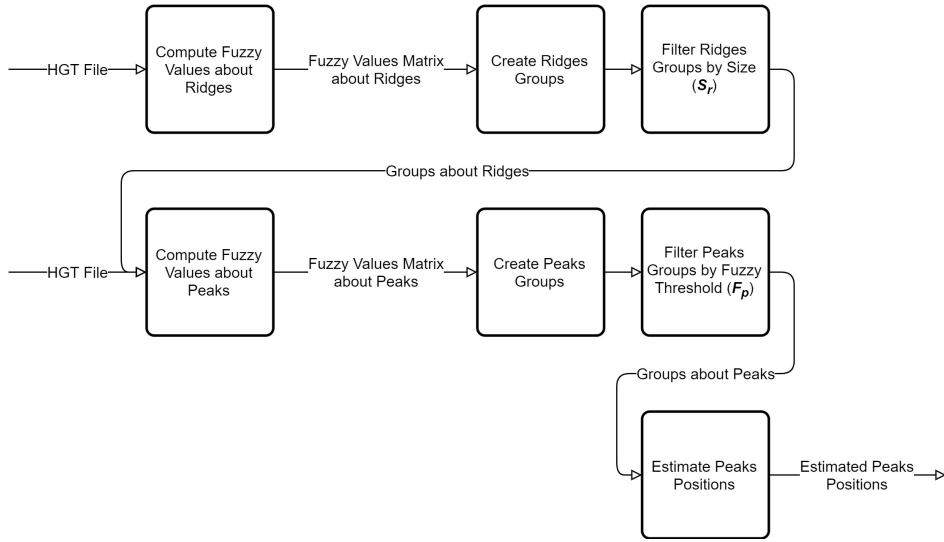 HGT File
Compute Fuzzy
Values about
Ridges
Fuzzy Values Matrix
about Ridges
Create Ridges
Groups
Filter Ridges
Groups by Size
(Sr)
Groups about Ridges
HGT File
Compute Fuzzy
Values about
Peaks
Fuzzy Values Matrix
about Peaks
Create Peaks
Groups
Filter Peaks
Groups by Fuzzy
Threshold (Fp)
Groups about Peaks
Estimate Peaks
Positions
Estimated Peaks
Positions